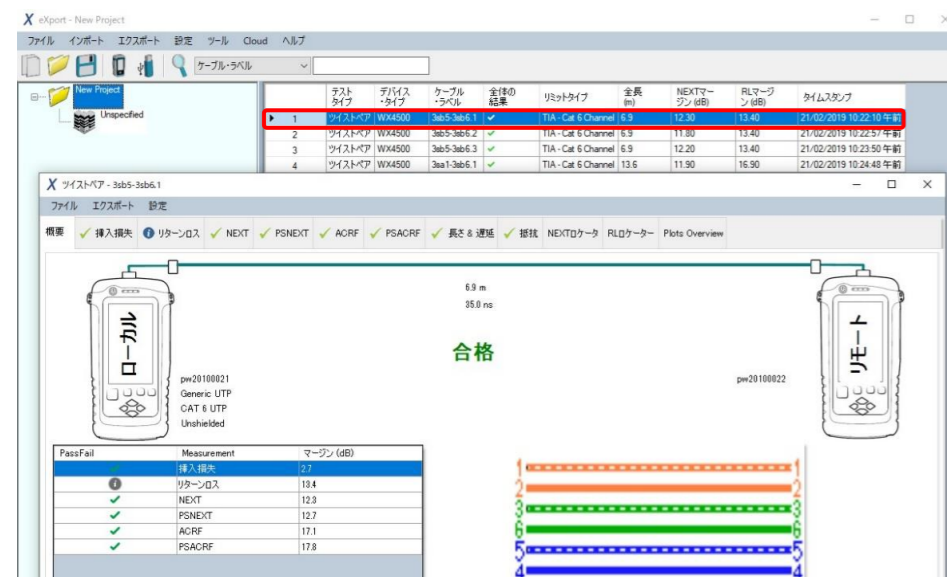 X eXport - New Project
ファイル インポート エクスポート 設定 ツール Cloud ヘルプ
ケーブル・ラベル
New Project
Unspecified
テストタイプ デバイス・タイプ ケーブル・ラベル 全体の結果 リミットタイプ 全長 (m) NEXTマージン (dB) RLマージン (dB) タイムスタンプ
1 ツイストペア WX4500 3sb5-3sb6.1 ✓ TIA - Cat 6 Channel 6.9 12.30 13.40 21/02/2019 10:22:10 午前
2 ツイストペア WX4500 3sb5-3sb6.2 ✓ TIA - Cat 6 Channel 6.9 11.80 13.40 21/02/2019 10:22:57 午前
3 ツイストペア WX4500 3sb5-3sb6.3 ✓ TIA - Cat 6 Channel 6.9 12.20 13.40 21/02/2019 10:23:50 午前
4 ツイストペア WX4500 3sa1-3sb6.1 ✓ TIA - Cat 6 Channel 13.6 11.90 16.90 21/02/2019 10:24:48 午前
X ツイストペア - 3sb5-3sb6.1
ファイル エクスポート 設定
概要 ✓ 挿入損失 リターンロス ✓ NEXT ✓ PSNEXT ✓ ACRF ✓ PSACRF ✓ 長さ & 遅延 ✓ 抵抗 NEXTロケータ RLロケーター Plots Overview
6.9 m
35.0 ns
ローカル
リモート
合格
pw20100021
pw20100022
Generic UTP
CAT 6 UTP
Unshielded
PassFail Measurement マージン (dB)
挿入損失 2.7
リターンロス 13.4
✓ NEXT 12.3
✓ PSNEXT 12.7
✓ ACRF 17.1
✓ PSACRF 17.8
1 1
2 2
3 3
6 6
5 5
4 4